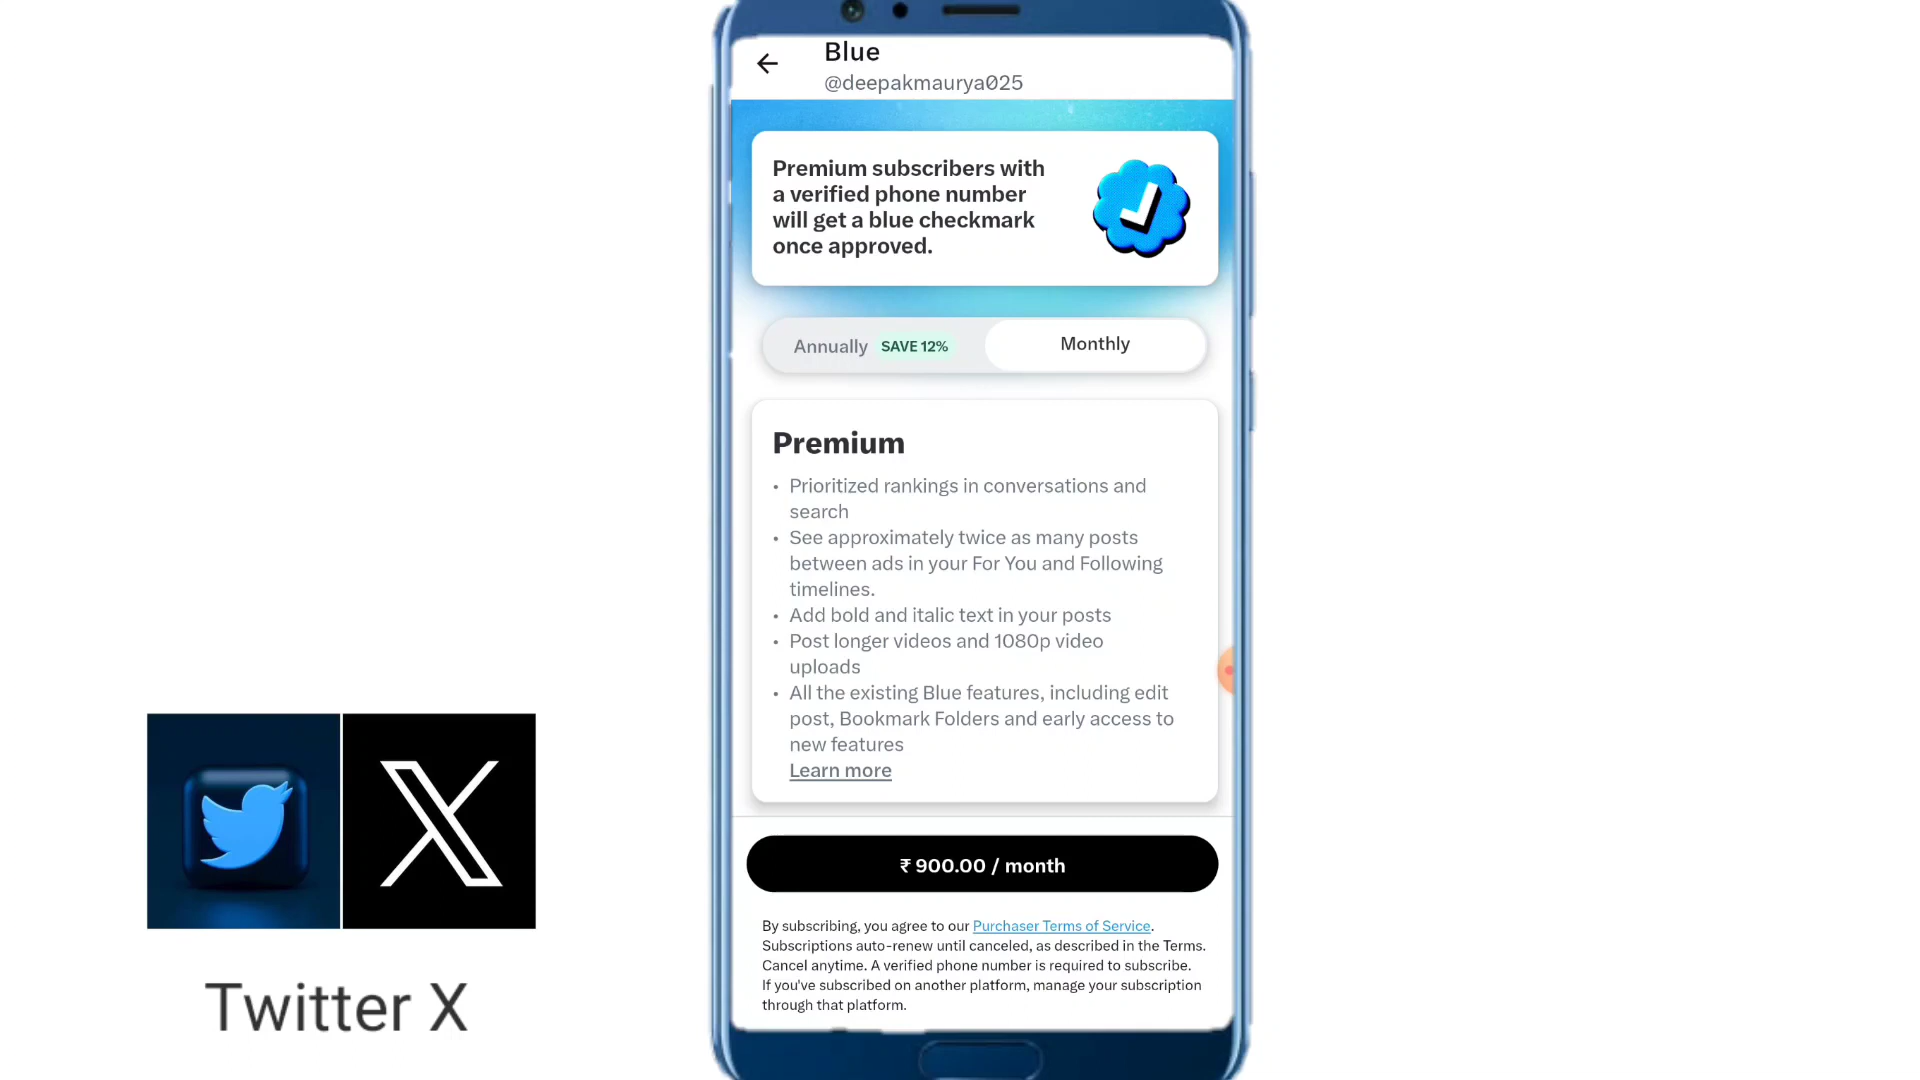 Blue
@deepakmaurya025
Premium subscribers with
a verified phone number
will get a blue checkmark
once approved.
Annually SAVE 12%
Monthly
Premium
• Prioritized rankings in conversations and
search
• See approximately twice as many posts
between ads in your For You and Following
timelines.
• Add bold and italic text in your posts
• Post longer videos and 1080p video
uploads
• All the existing Blue features, including edit
post, Bookmark Folders and early access to
new features
Learn more
₹ 900.00 / month
By subscribing, you agree to our Purchaser Terms of Service.
Subscriptions auto-renew until canceled, as described in the Terms.
Cancel anytime. A verified phone number is required to subscribe.
If you've subscribed on another platform, manage your subscription
through that platform.
Twitter X